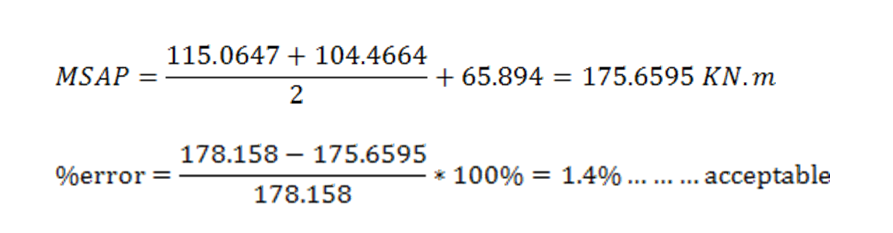 MSAP = (115.0647 + 104.4664)/2 + 65.894 = 175.6595 KN.m
%error = (178.158 − 175.6595)/178.158 * 100% = 1.4% ... ... ... acceptable